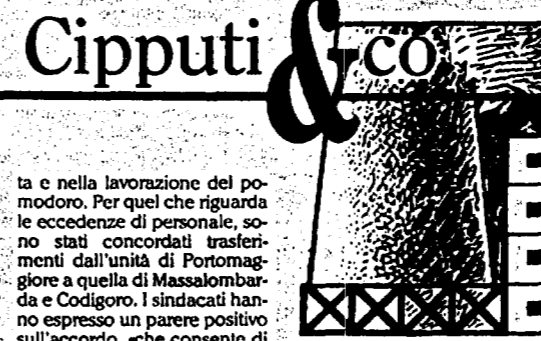 Cipputi & co
ta e nella lavorazione del po-
modoro. Per quel che riguarda
le eccedenze di personale, so-
no stati concordati trasferi-
menti dall'unità di Portomag-
giore a quella di Massalombar-
da e Codigoro. I sindacati han-
no espresso un parere positivo
sull'accordo, «che consente di